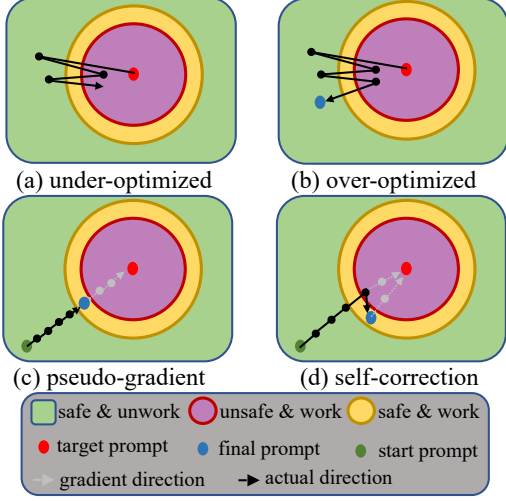 (a) under-optimized (b) over-optimized
(c) pseudo-gradient (d) self-correction
safe & unwork unsafe & work safe & work
target prompt final prompt start prompt
gradient direction actual direction